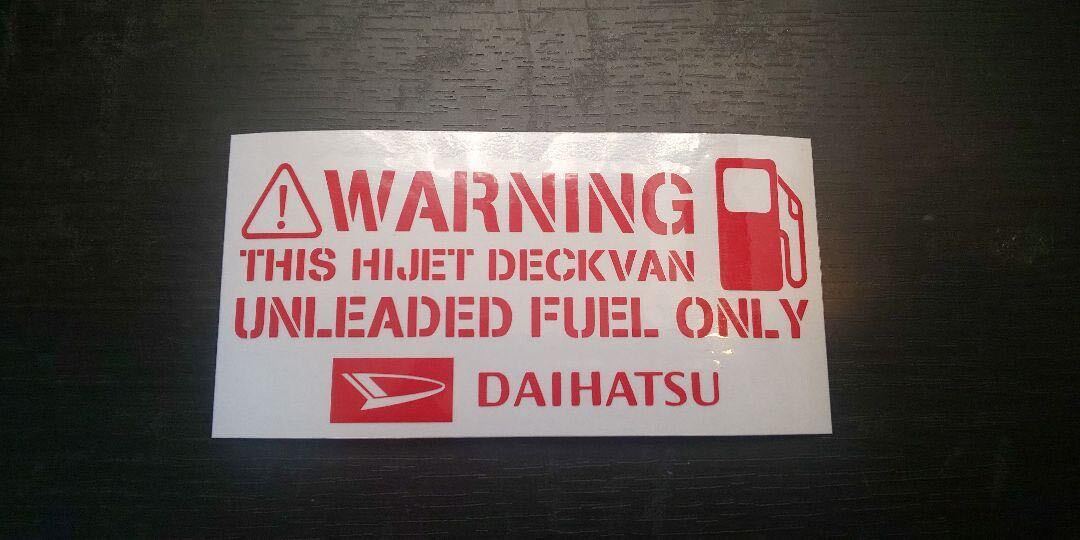 WARNING
THIS HIJET DECKVAN
UNLEADED FUEL ONLY
DAIHATSU